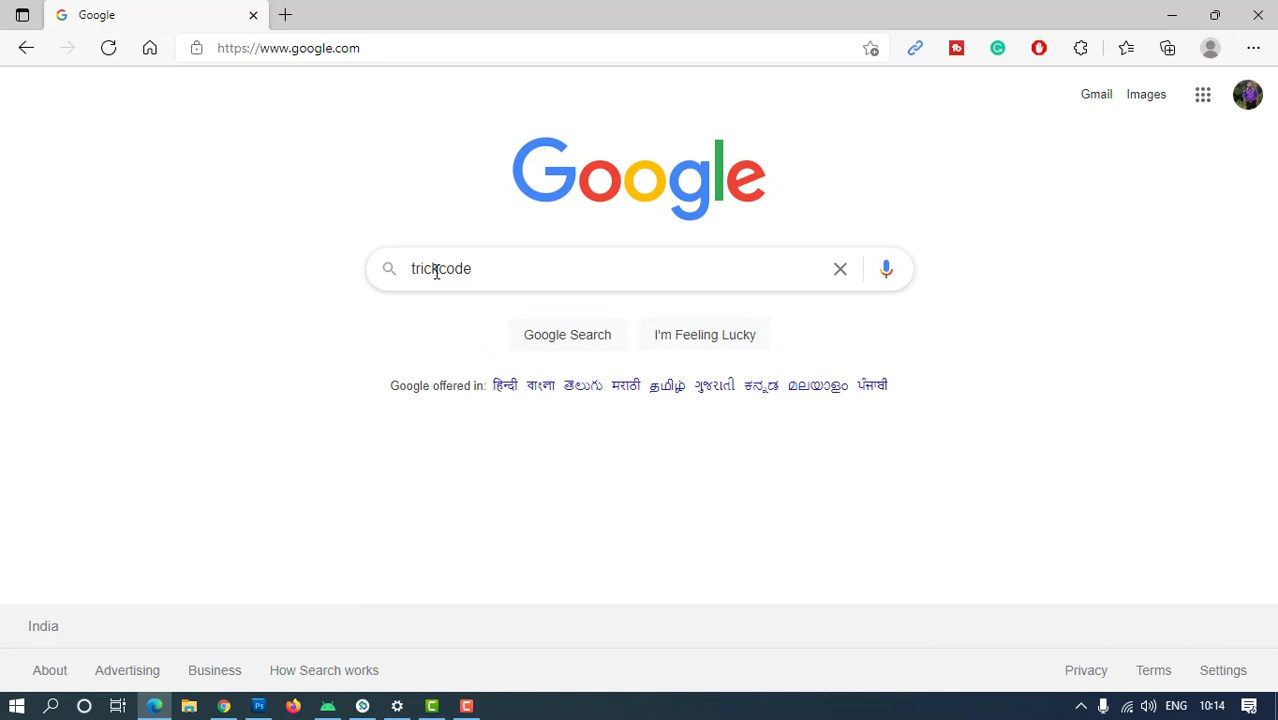 Google
https://www.google.com
Gmail Images
Google
trickcode
Google Search I'm Feeling Lucky
Google offered in: हिन्दी বাংলা తెలుగు मराठी தமிழ் ગુજરાતી ಕನ್ನಡ മലയാളം ਪੰਜਾਬੀ
India
About Advertising Business How Search works Privacy Terms Settings
ENG 10:14